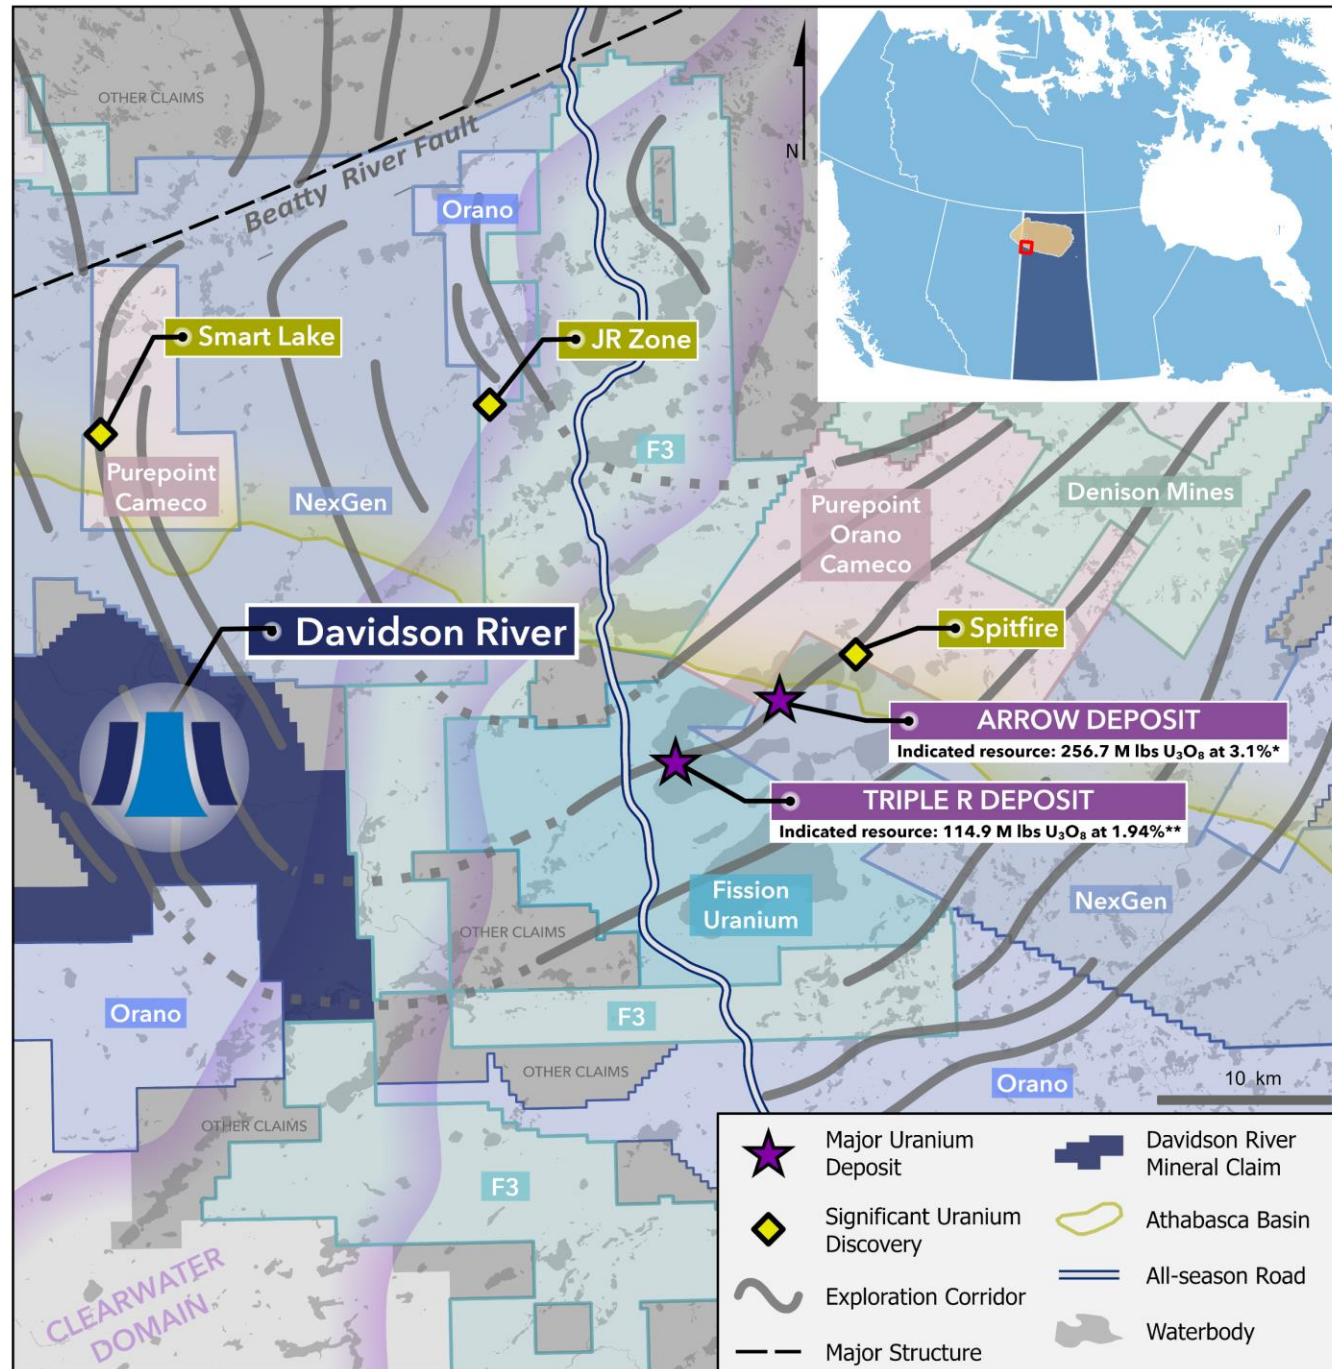 OTHER CLAIMS
Beatty River Fault
N
Orano
Smart Lake
JR Zone
F3
Purepoint
Cameco
NexGen
Purepoint
Orano
Cameco
Denison Mines
Davidson River
Spitfire
ARROW DEPOSIT
Indicated resource: 256.7 M lbs U₃O₈ at 3.1%*
TRIPLE R DEPOSIT
Indicated resource: 114.9 M lbs U₃O₈ at 1.94%**
Fission
Uranium
NexGen
OTHER CLAIMS
Orano
F3
OTHER CLAIMS
Orano
10 km
OTHER CLAIMS
F3
CLEARWATER
DOMAIN
Major Uranium
Deposit
Significant Uranium
Discovery
Exploration Corridor
Major Structure
Davidson River
Mineral Claim
Athabasca Basin
All-season Road
Waterbody